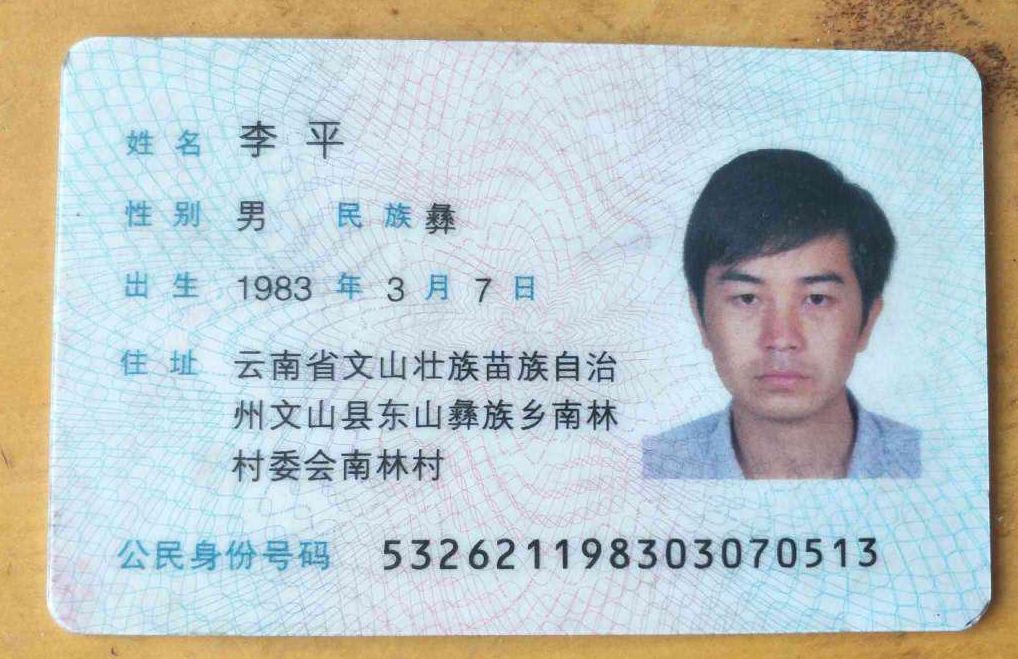 姓名 李平
性别 男 民族 彝
出生 1983 年 3 月 7 日
住址 云南省文山壮族苗族自治
州文山县东山彝族乡南林
村委会南林村
公民身份号码 532621198303070513